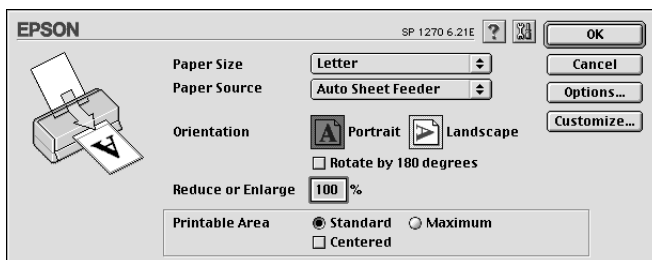 EPSON
SP 1270 6.21E ?
OK
Paper Size Letter Cancel
Paper Source Auto Sheet Feeder Options...
Orientation A Portrait A Landscape Customize...
Rotate by 180 degrees
Reduce or Enlarge 100 %
Printable Area Standard Maximum
Centered
A